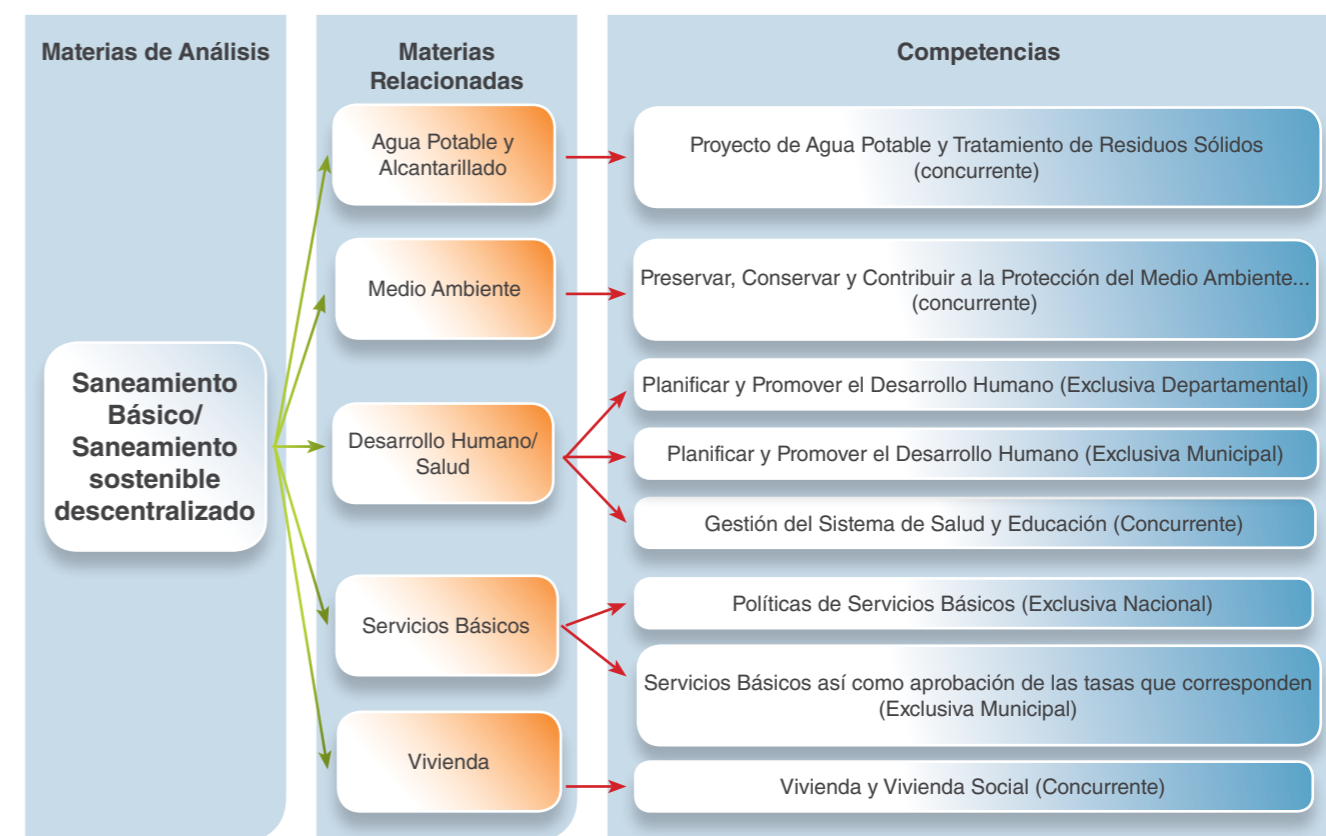 Materias de Análisis
Materias
Relacionadas
Competencias
Saneamiento
Básico/
Saneamiento
sostenible
descentralizado
Agua Potable y
Alcantarillado
Proyecto de Agua Potable y Tratamiento de Residuos Sólidos
(concurrente)
Medio Ambiente
Preservar, Conservar y Contribuir a la Protección del Medio Ambiente...
(concurrente)
Desarrollo Humano/
Salud
Planificar y Promover el Desarrollo Humano (Exclusiva Departamental)
Planificar y Promover el Desarrollo Humano (Exclusiva Municipal)
Gestión del Sistema de Salud y Educación (Concurrente)
Servicios Básicos
Políticas de Servicios Básicos (Exclusiva Nacional)
Servicios Básicos así como aprobación de las tasas que corresponden
(Exclusiva Municipal)
Vivienda
Vivienda y Vivienda Social (Concurrente)